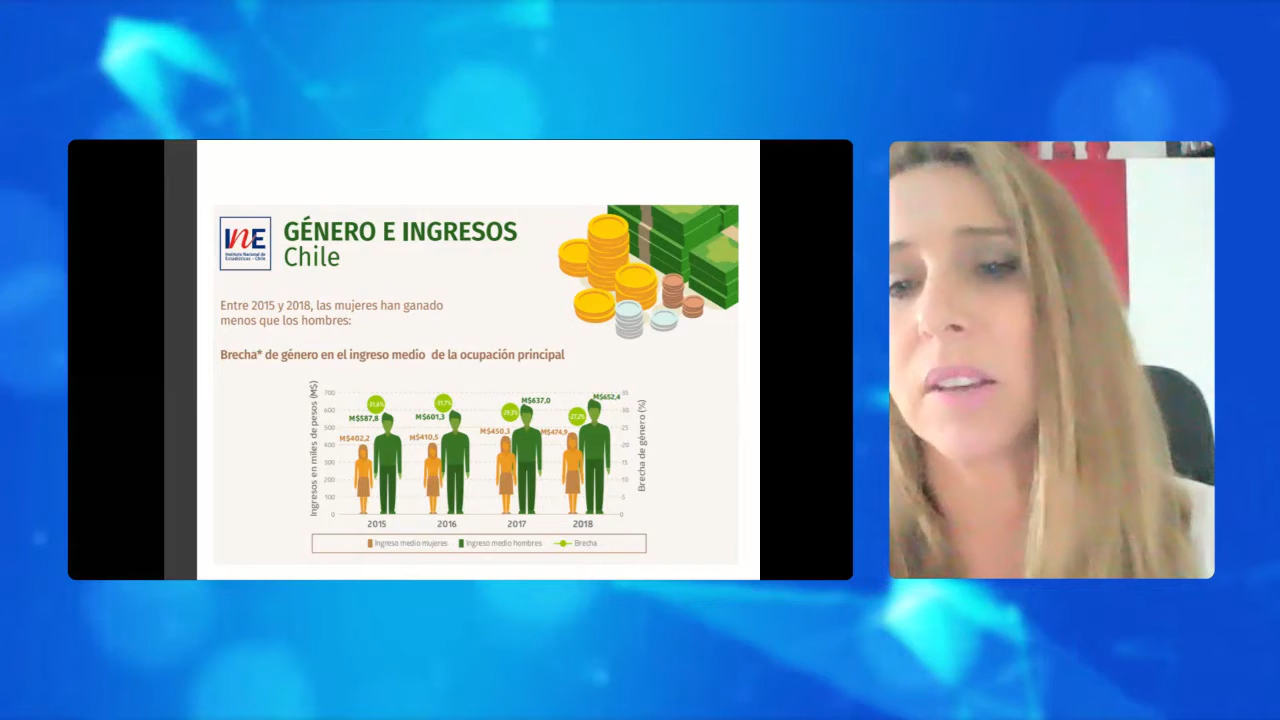 INE
Instituto Nacional de
Estadísticas • Chile
GÉNERO E INGRESOS
Chile
Entre 2015 y 2018, las mujeres han ganado
menos que los hombres:
Brecha* de género en el ingreso medio de la ocupación principal
Ingresos en miles de pesos (M$)
700
600
500
400
300
200
100
0
M$402,2
M$587,8
-31,6%
M$410,5
M$601,3
-31,7%
M$450,3
M$637,0
-29,3%
M$474,9
M$652,4
-27,2%
35
30
25
20
15
10
5
0
Brecha de género (%)
2015
2016
2017
2018
Ingreso medio mujeres
Ingreso medio hombres
Brecha